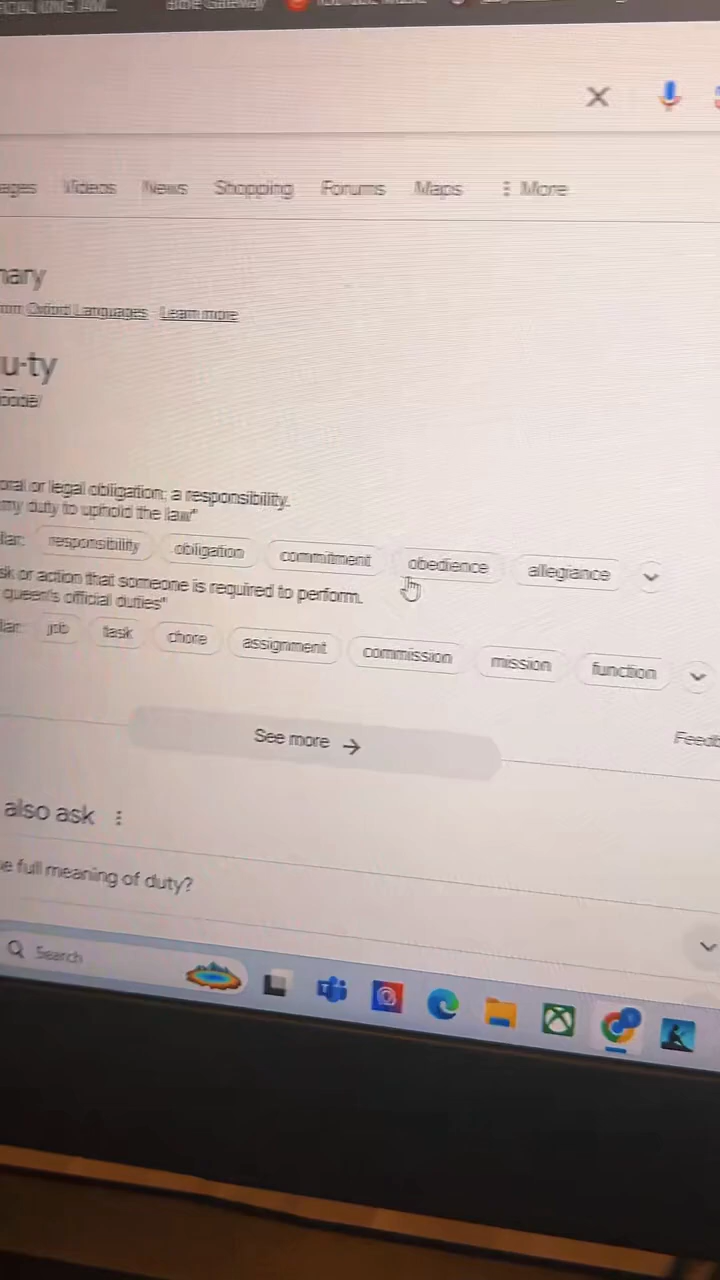 Videos News Shopping Forums Maps More
Oxford Languages Learn more
u·ty
or legal obligation; a responsibility.
my duty to uphold the law"
responsibility obligation commitment obedience allegiance
or action that someone is required to perform.
queen's official duties"
job task chore assignment commission mission function
See more
also ask
full meaning of duty?
Search